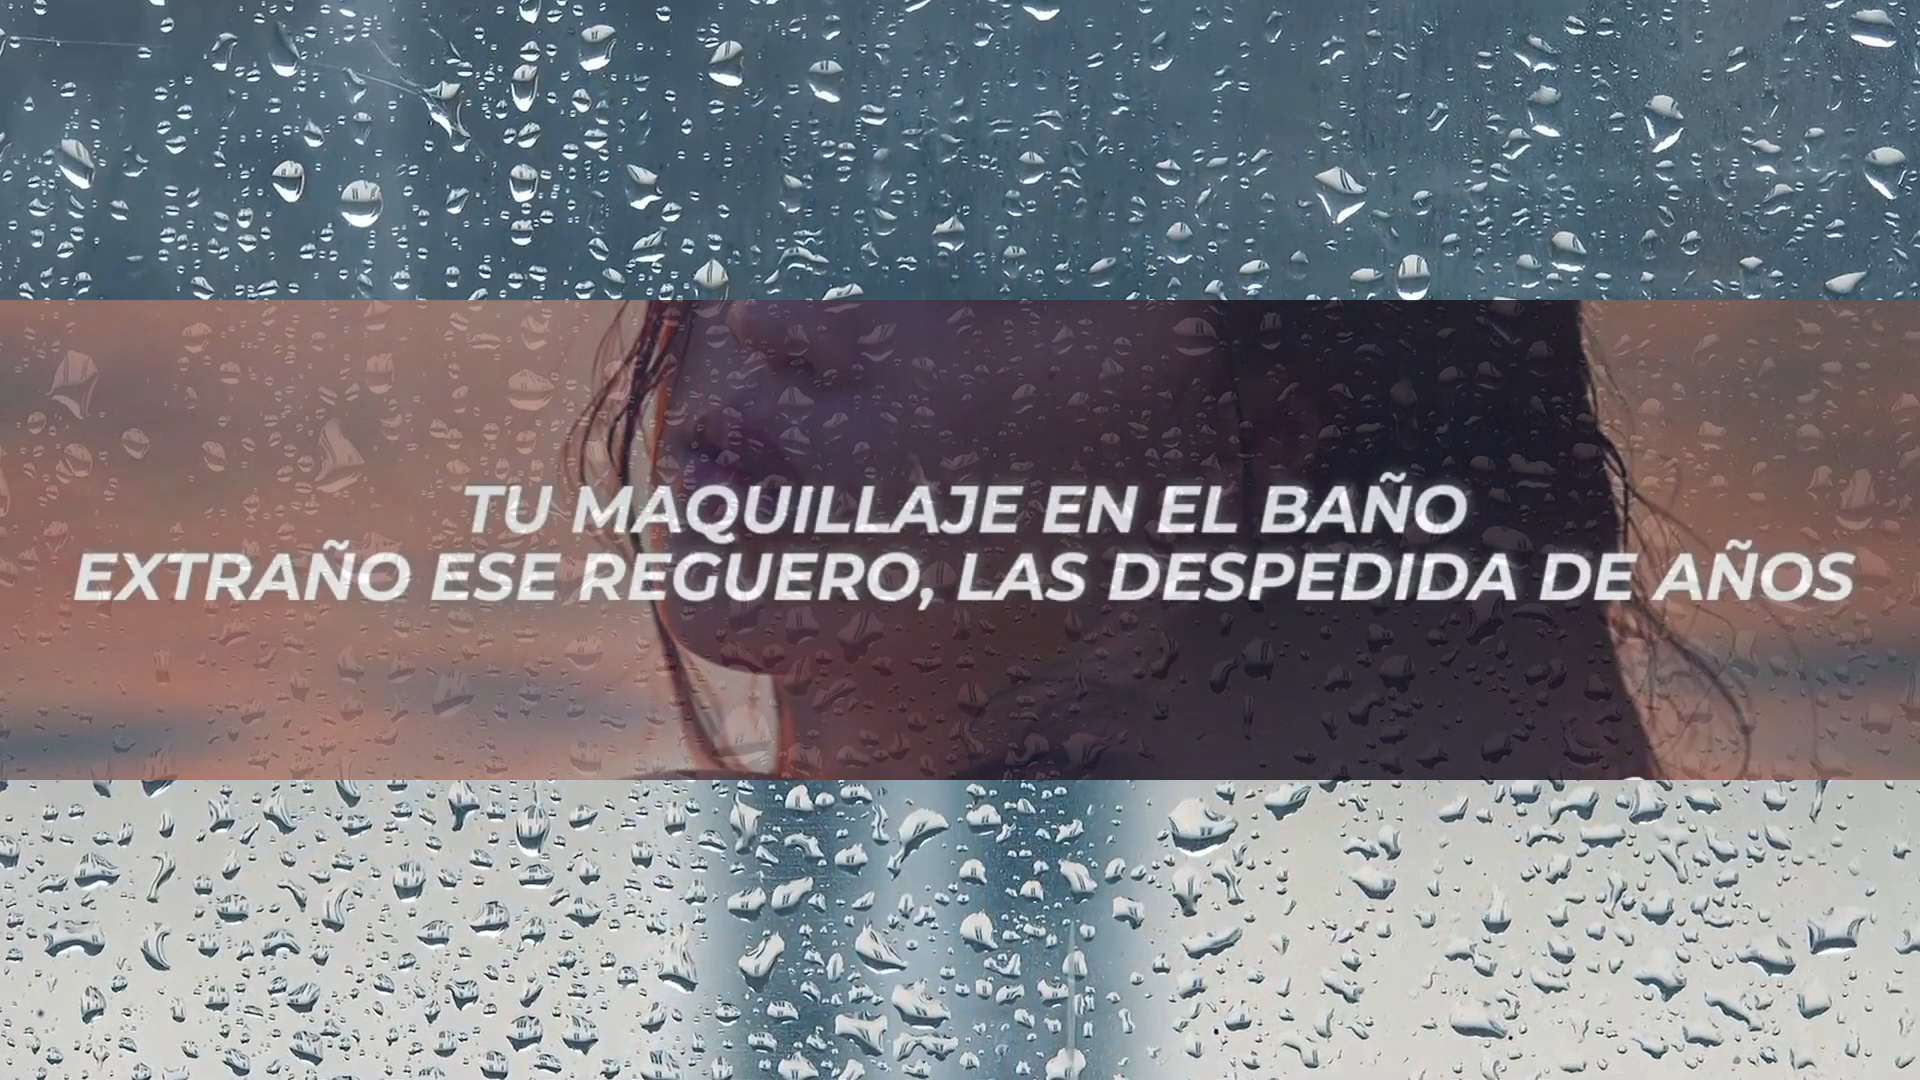 TU MAQUILLAJE EN EL BAÑO
EXTRAÑO ESE REGUERO, LAS DESPEDIDA DE AÑOS